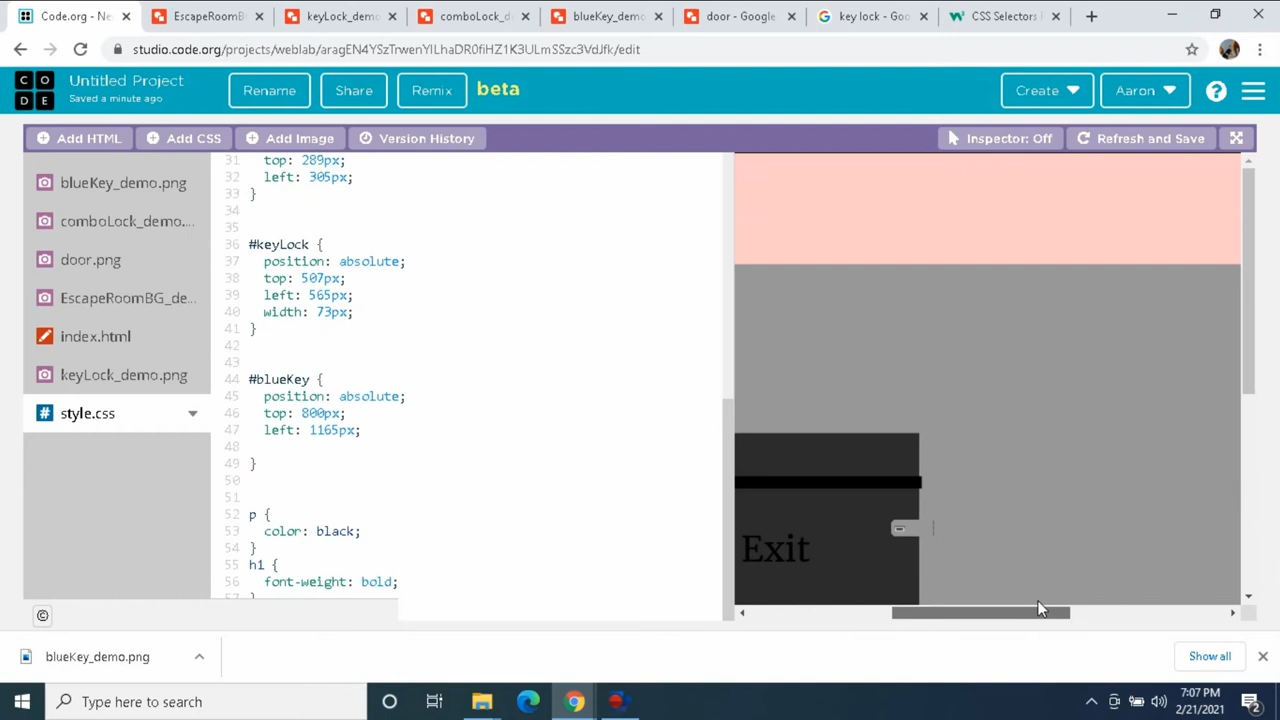 Code.org - Ne
EscapeRoomB
keyLock_demo.
comboLock_d
blueKey_demo
door - Google
key lock - Goo
CSS Selectors
studio.code.org/projects/weblab/aragEN4YSzTrwenYILhaDR0fiHZ1K3ULmSSzc3VdJfk/edit
C O
D E
Untitled Project
Saved a minute ago
Rename
Share
Remix
beta
Create
Aaron
?
Add HTML
Add CSS
Add Image
Version History
Inspector: Off
Refresh and Save
blueKey_demo.png
comboLock_demo....
door.png
EscapeRoomBG_de...
index.html
keyLock_demo.png
# style.css
31 top: 289px;
32 left: 305px;
33 }
34
35
36 #keyLock {
37 position: absolute;
38 top: 507px;
39 left: 565px;
40 width: 73px;
41 }
42
43
44 #blueKey {
45 position: absolute;
46 top: 800px;
47 left: 1165px;
48
49 }
50
51
52 p {
53 color: black;
54 }
55 h1 {
56 font-weight: bold;
57 }
Exit
©
blueKey_demo.png
Show all
Type here to search
7:07 PM
2/21/2021
2